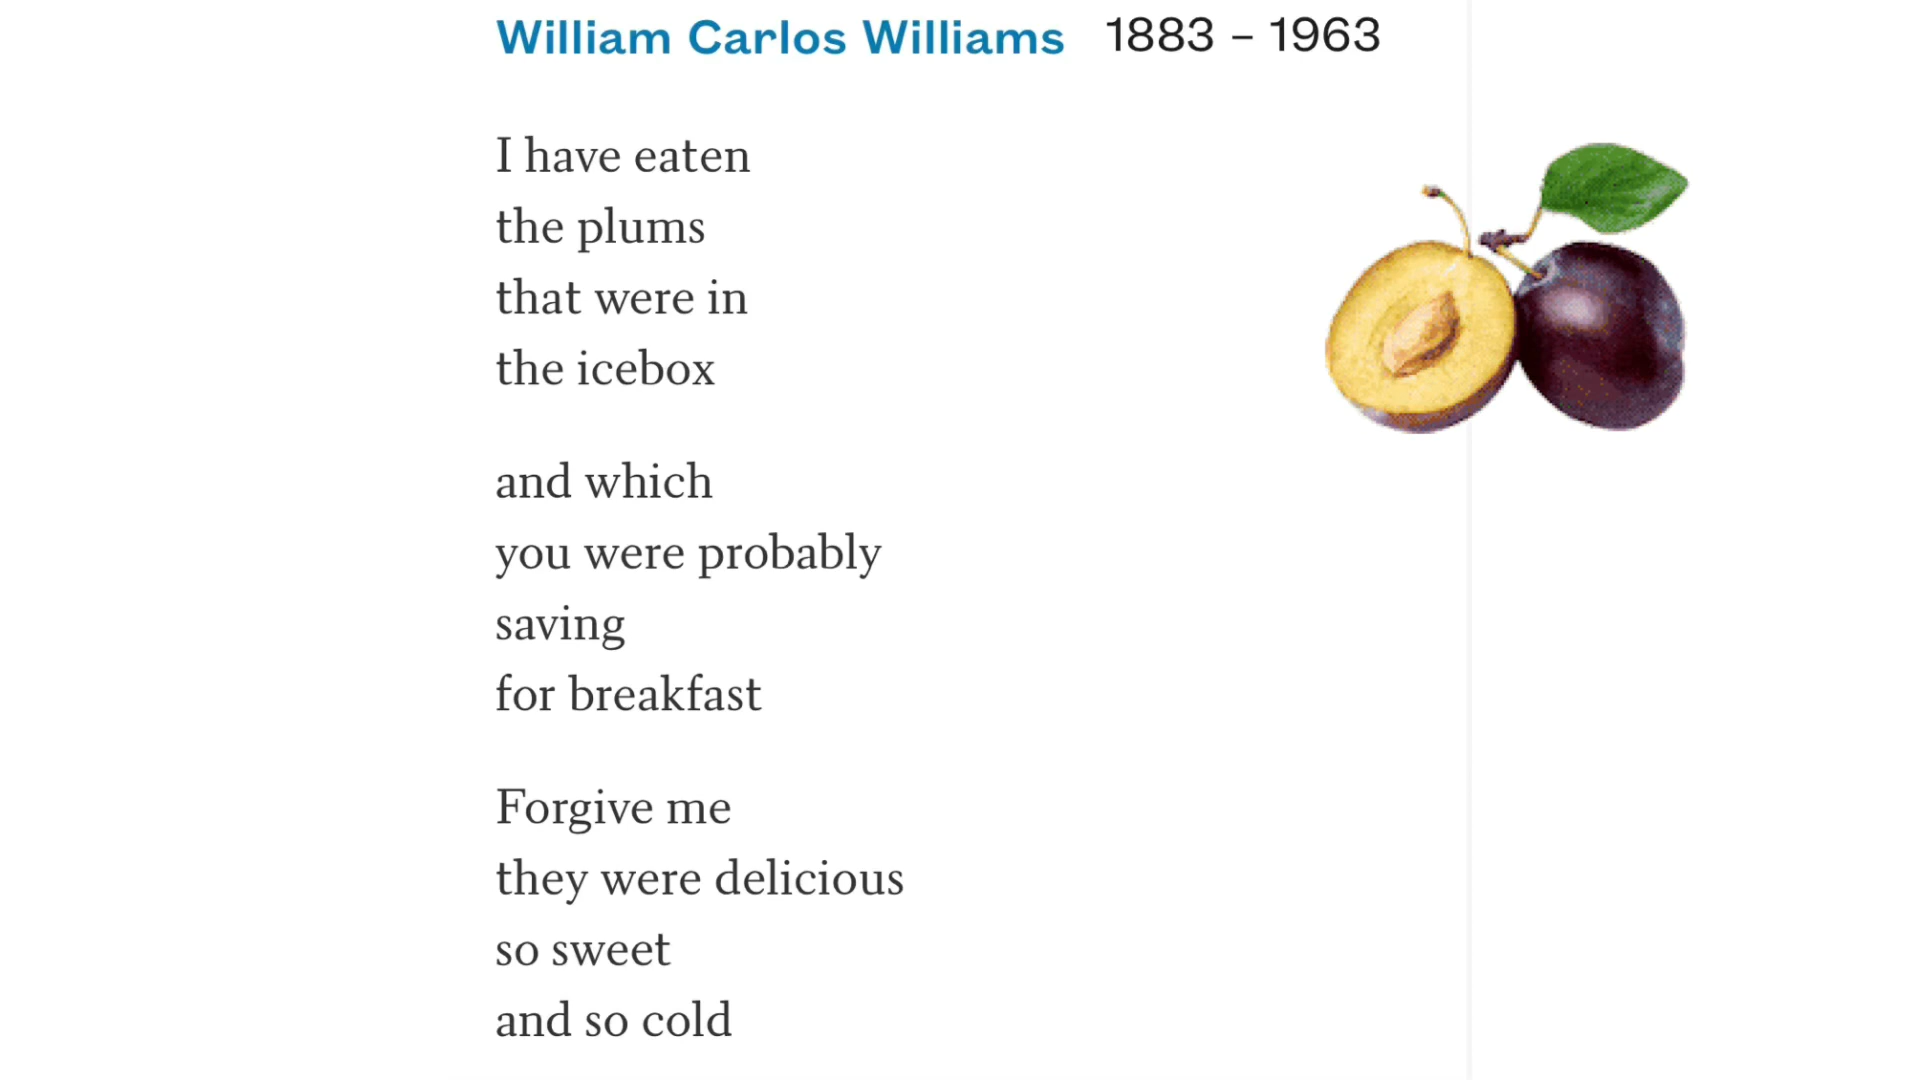 William Carlos Williams 1883 – 1963
I have eaten
the plums
that were in
the icebox
and which
you were probably
saving
for breakfast
Forgive me
they were delicious
so sweet
and so cold